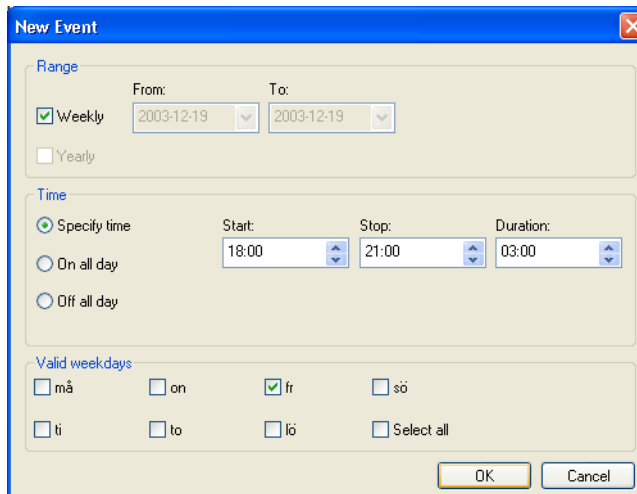 New Event
Range
From: To:
Weekly 2003-12-19 2003-12-19
Yearly
Time
Specify time Start: Stop: Duration:
18:00 21:00 03:00
On all day
Off all day
Valid weekdays
må on fr sö
ti to lö Select all
OK Cancel